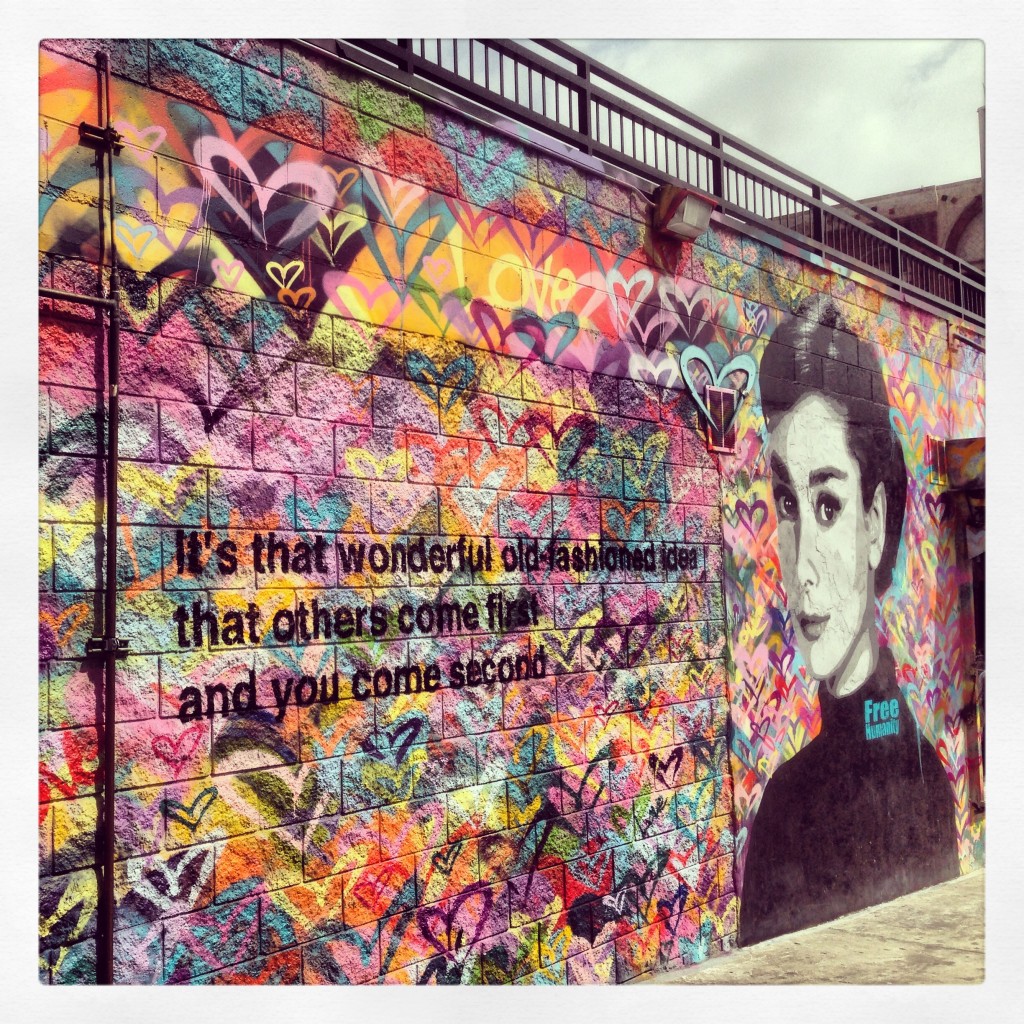 Love
It's that wonderful old-fashioned idea
that others come first
and you come second
Free
Humanity